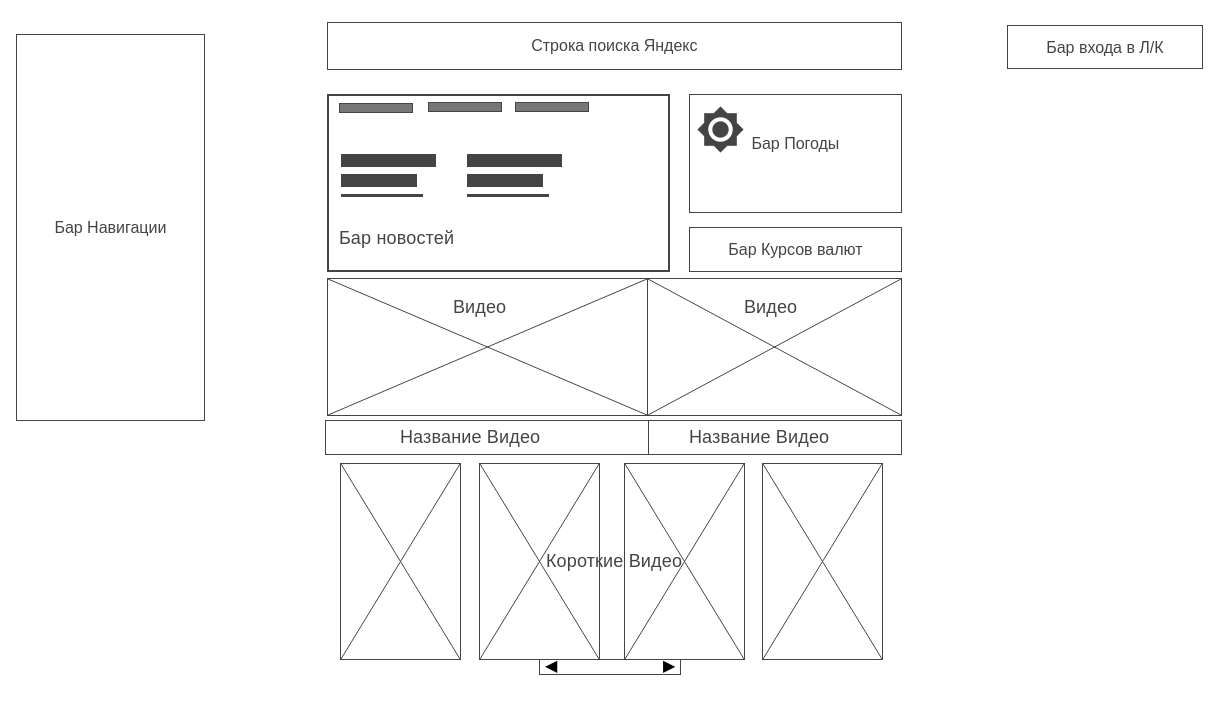 Строка поиска Яндекс
Бар входа в Л/К
Бар Навигации
Бар Погоды
Бар новостей
Бар Курсов валют
Видео
Видео
Название Видео
Название Видео
Короткие Видео